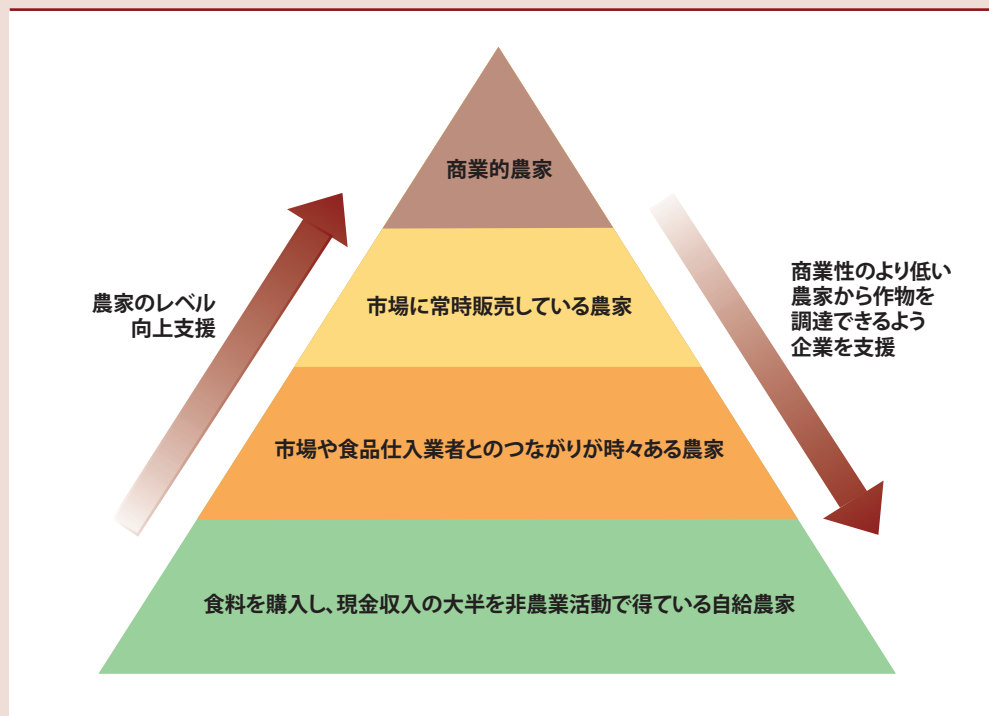 商業的農家
市場に常時販売している農家
市場や食品仕入業者とのつながりが時々ある農家
食料を購入し、現金収入の大半を非農業活動で得ている自給農家
農家のレベル
向上支援
商業性のより低い
農家から作物を
調達できるよう
企業を支援